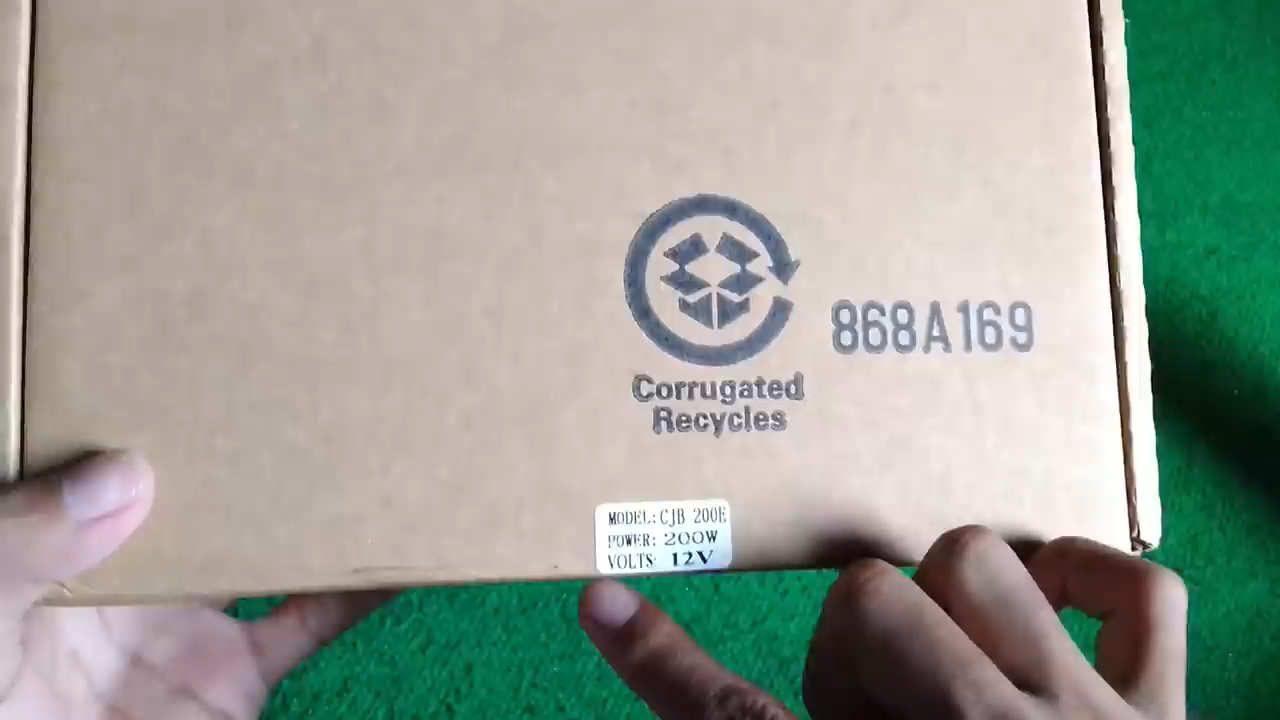 868A169
Corrugated
Recycles
MODEL: CJB 200E
POWER: 200W
VOLTS: 12V